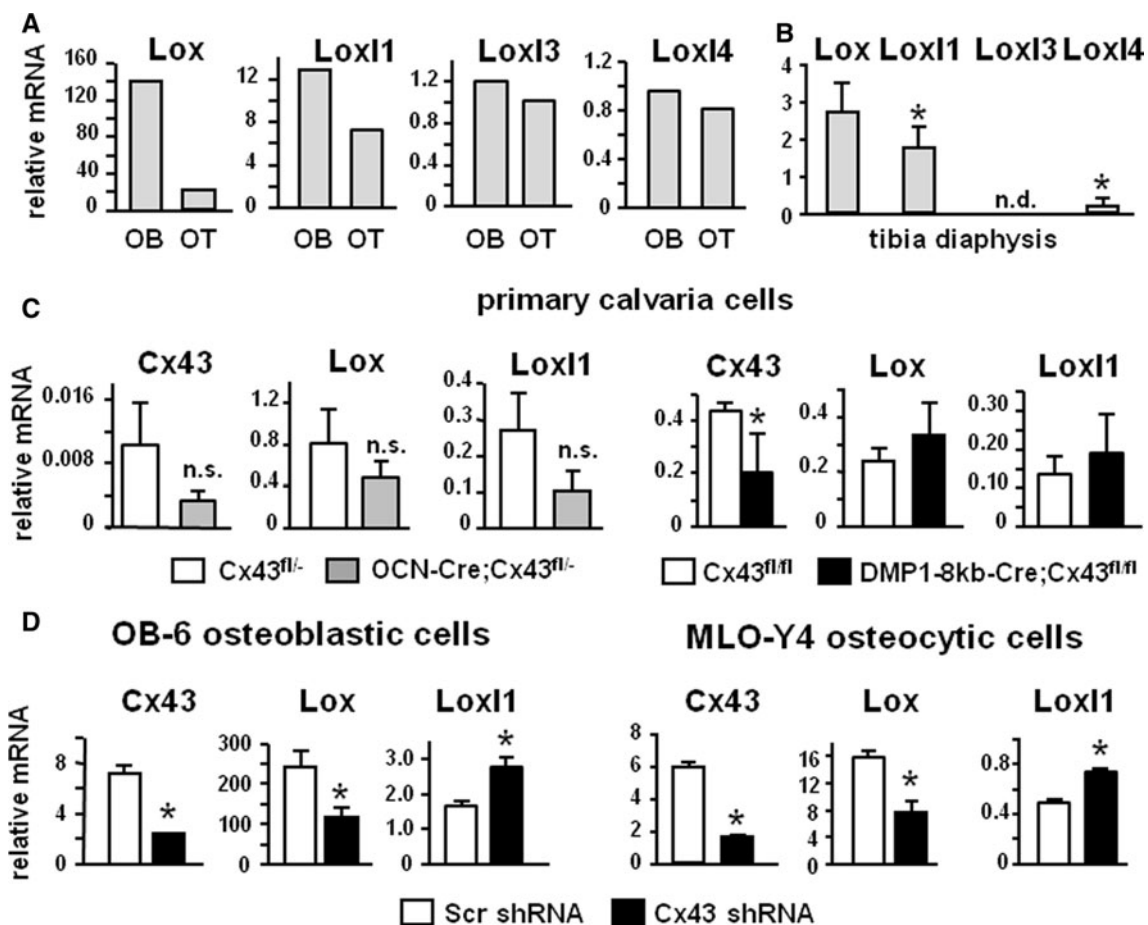 A
Lox
Loxl1
Loxl3
Loxl4
relative mRNA
160
120
80
40
0
12
8
4
0
1.2
0.8
0.4
0
1.2
0.8
0.4
0
OB OT
OB OT
OB OT
OB OT
B
Lox Loxl1 Loxl3 Loxl4
4
3
2
1
0
*
n.d.
*
tibia diaphysis
primary calvaria cells
C
Cx43
Lox
Loxl1
Cx43
Lox
Loxl1
relative mRNA
0.016
0.008
0
n.s.
1.2
0.8
0.4
0
n.s.
0.4
0.3
0.2
0.1
0
n.s.
0.4
0.2
0
*
0.4
0.2
0
0.30
0.20
0.10
0
Cx43fl/- OCN-Cre;Cx43fl/-
Cx43fl/fl DMP1-8kb-Cre;Cx43fl/fl
D
OB-6 osteoblastic cells
MLO-Y4 osteocytic cells
Cx43
Lox
Loxl1
Cx43
Lox
Loxl1
relative mRNA
8
4
0
*
300
200
100
0
*
3.0
2.0
1.0
0
*
8
6
4
2
0
*
16
12
8
4
0
*
0.8
0.4
0
*
Scr shRNA Cx43 shRNA